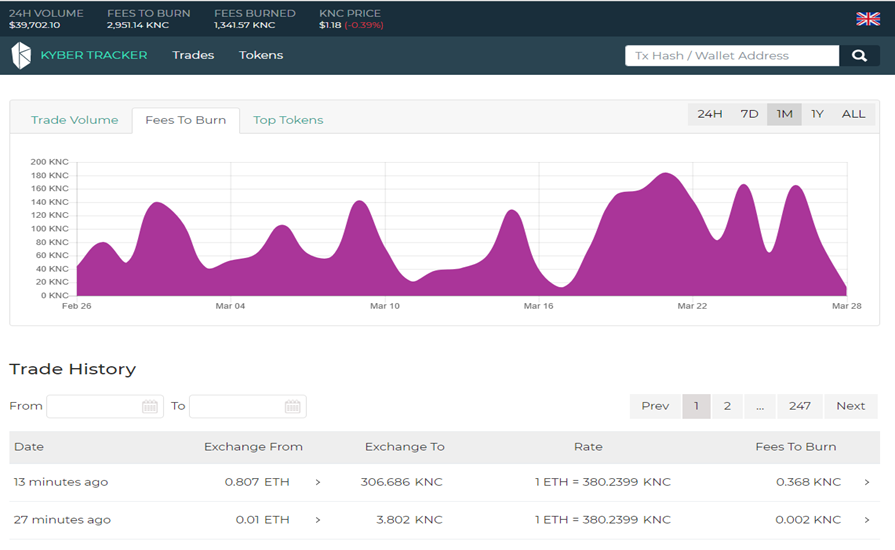 24H VOLUME FEES TO BURN FEES BURNED KNC PRICE
$39,702.10 2,951.14 KNC 1,341.57 KNC $1.18 (-0.39%)
KYBER TRACKER Trades Tokens Tx Hash / Wallet Address
Trade Volume Fees To Burn Top Tokens 24H 7D 1M 1Y ALL
200 KNC
180 KNC
160 KNC
140 KNC
120 KNC
100 KNC
80 KNC
60 KNC
40 KNC
20 KNC
0 KNC
Feb 26 Mar 04 Mar 10 Mar 16 Mar 22 Mar 28
Trade History
From To Prev 1 2 ... 247 Next
Date Exchange From Exchange To Rate Fees To Burn
13 minutes ago 0.807 ETH > 306.686 KNC 1 ETH = 380.2399 KNC 0.368 KNC >
27 minutes ago 0.01 ETH > 3.802 KNC 1 ETH = 380.2399 KNC 0.002 KNC >